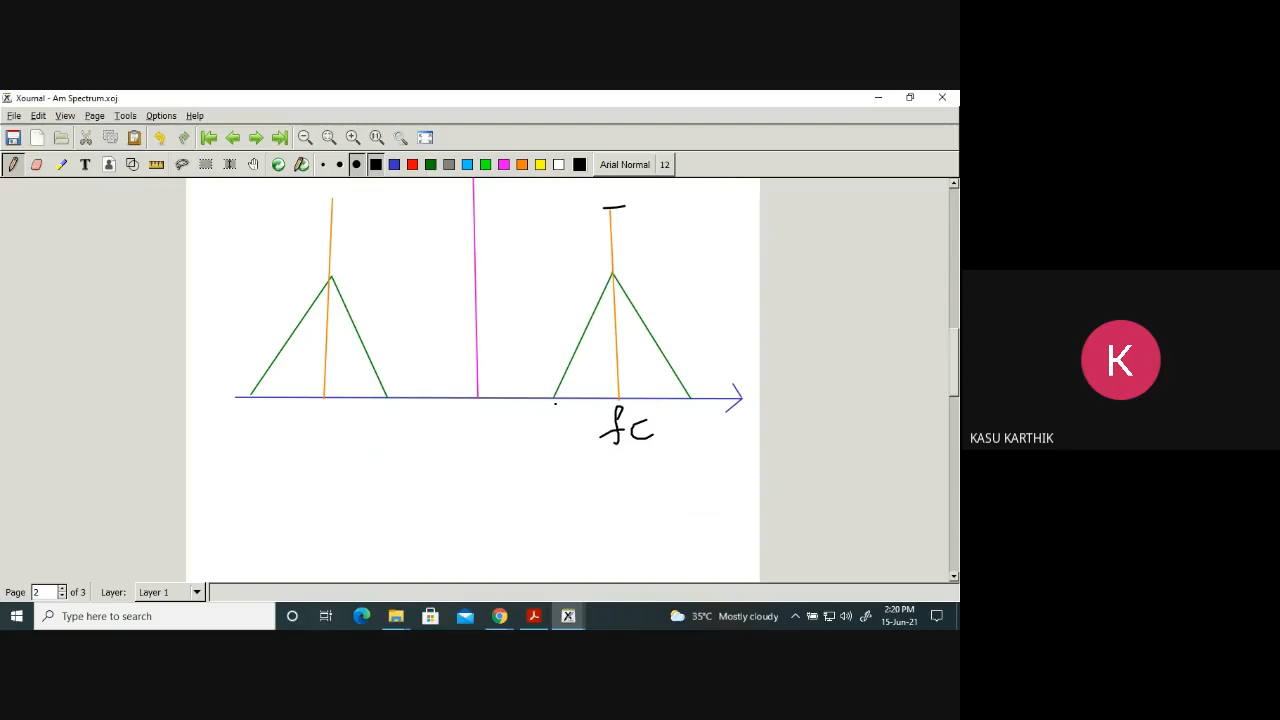 Xournal - Am Spectrum.xoj
File Edit View Page Tools Options Help
T Arial Normal 12
fc
K
KASU KARTHIK
Page 2 of 3 Layer: Layer 1
Type here to search
35°C Mostly cloudy
2:20 PM
15-Jun-21